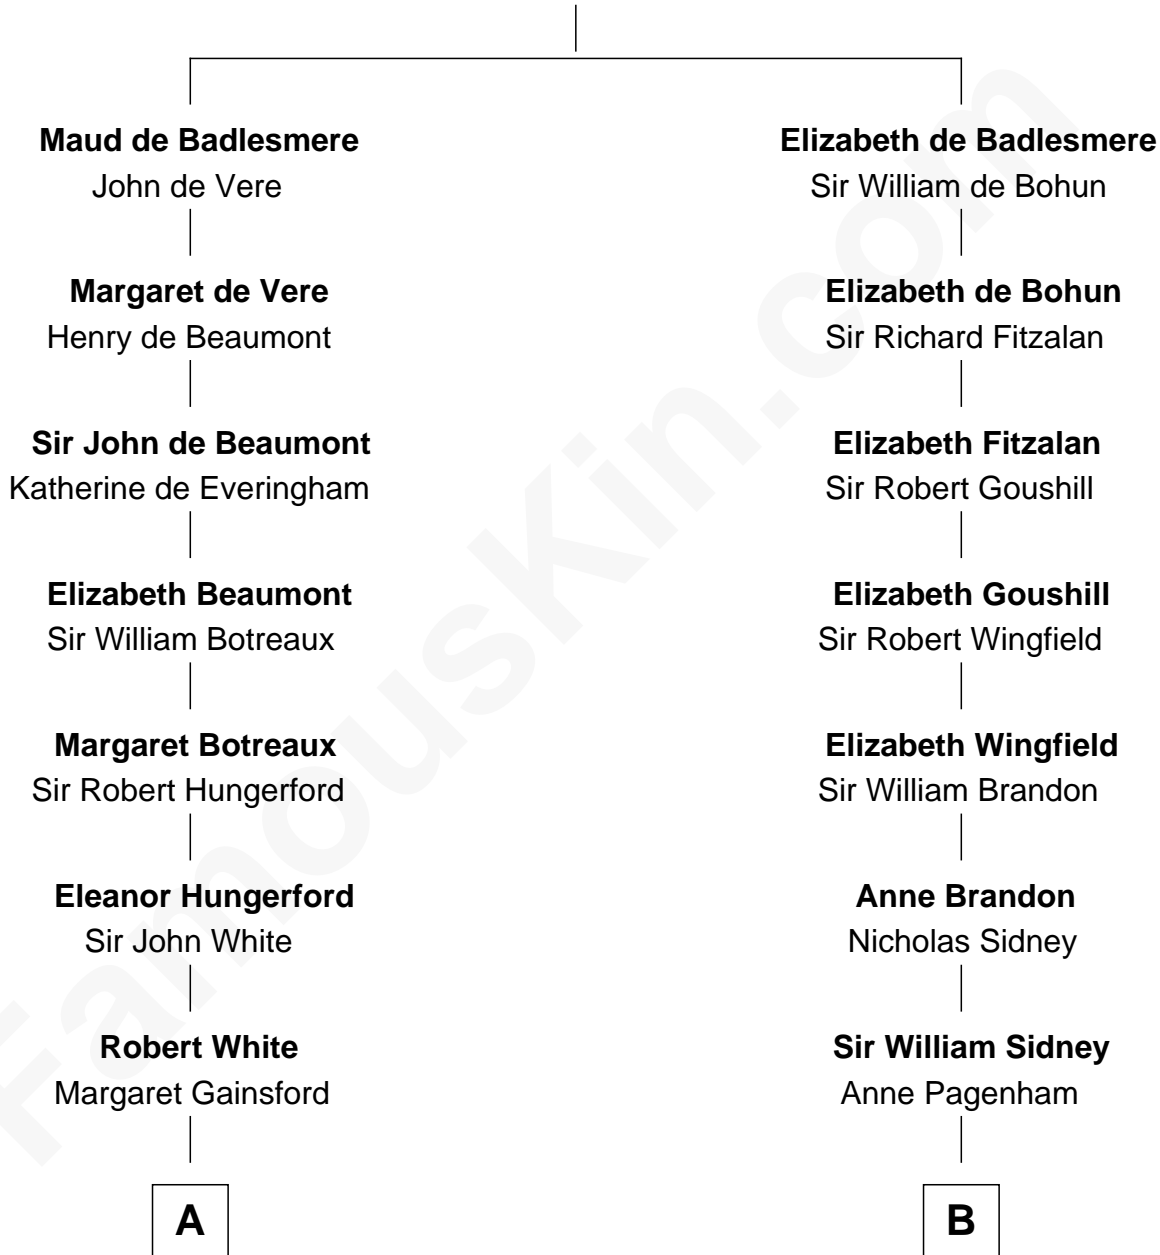 Maud de Badlesmere
John de Vere
Margaret de Vere
Henry de Beaumont
Sir John de Beaumont
Katherine de Everingham
Elizabeth Beaumont
Sir William Botreaux
Margaret Botreaux
Sir Robert Hungerford
Eleanor Hungerford
Sir John White
Robert White
Margaret Gainsford
A
Elizabeth de Badlesmere
Sir William de Bohun
Elizabeth de Bohun
Sir Richard Fitzalan
Elizabeth Fitzalan
Sir Robert Goushill
Elizabeth Goushill
Sir Robert Wingfield
Elizabeth Wingfield
Sir William Brandon
Anne Brandon
Nicholas Sidney
Sir William Sidney
Anne Pagenham
B
FamousKin.com